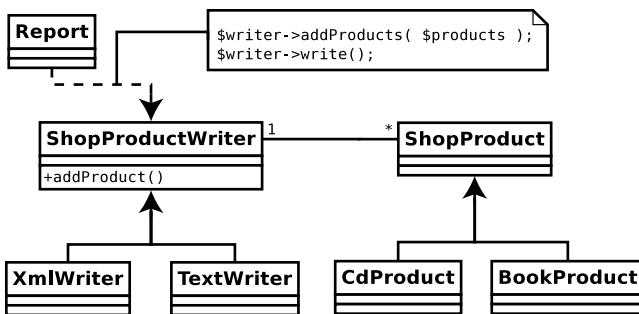 Report
$writer->addProducts( $products );
$writer->write();
ShopProductWriter
1
*
ShopProduct
+addProduct()
XmlWriter
TextWriter
CdProduct
BookProduct